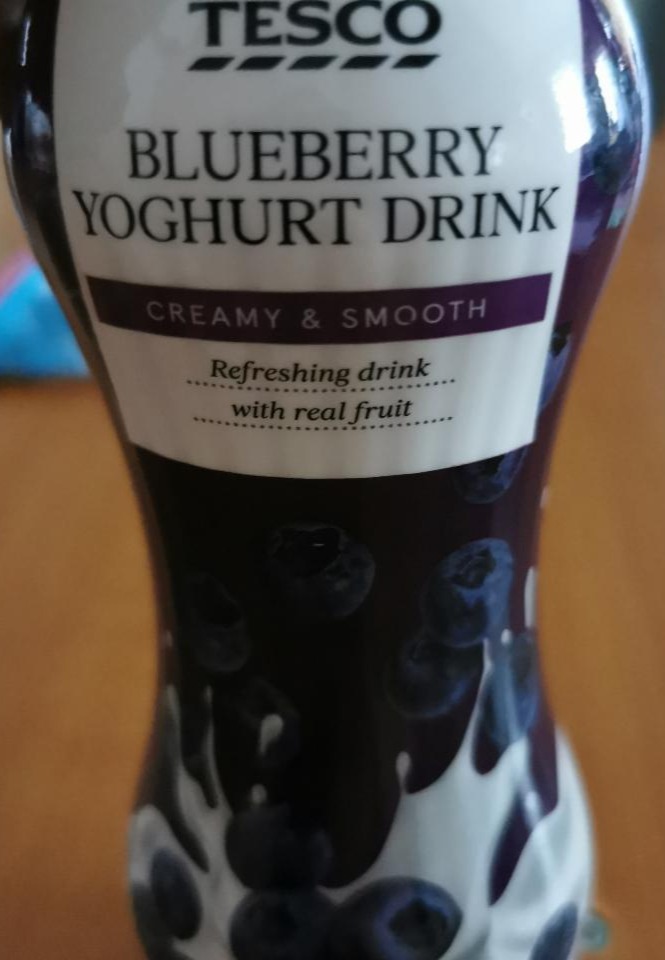 TESCO
BLUEBERRY
YOGHURT DRINK
CREAMY & SMOOTH
Refreshing drink
with real fruit